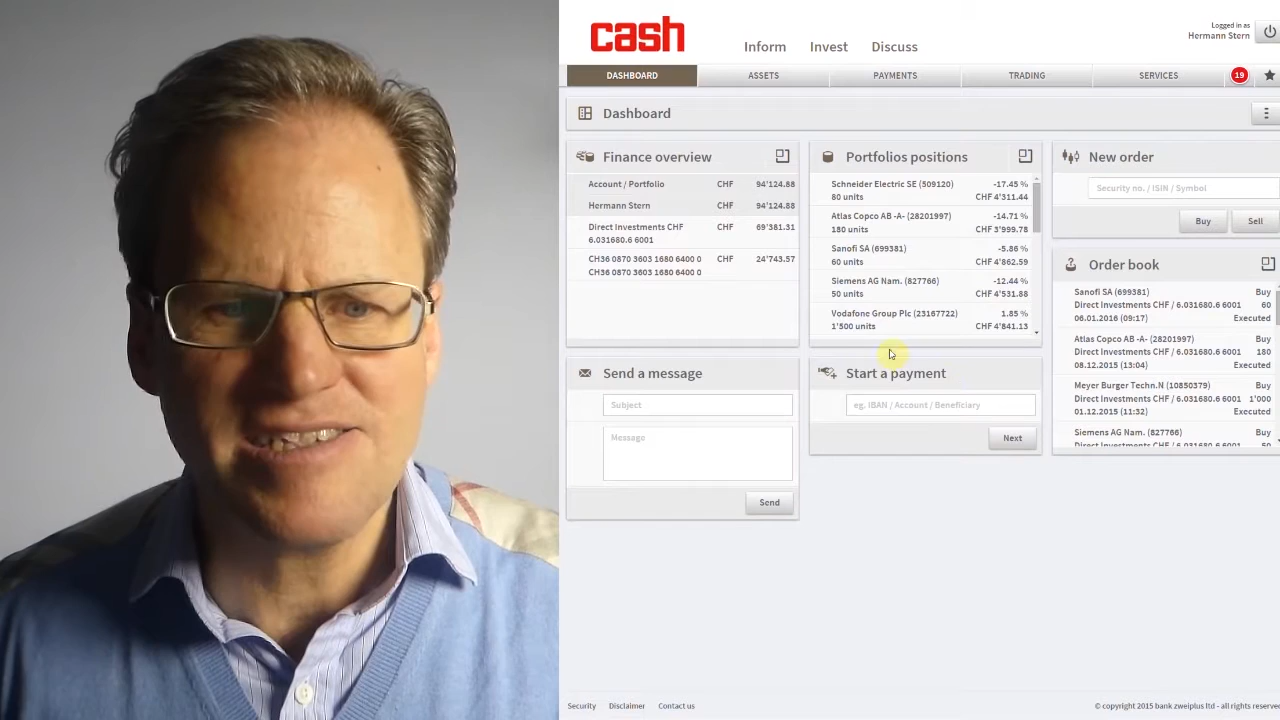 cash
Inform Invest Discuss
Logged in as
Hermann Stern
DASHBOARD ASSETS PAYMENTS TRADING SERVICES 19
Dashboard
Finance overview
Account / Portfolio CHF 94'124.88
Hermann Stern CHF 94'124.88
Direct Investments CHF CHF 69'381.31
6.031680.6 6001
CH36 0870 3603 1680 6400 0 CHF 24'743.57
CH36 0870 3603 1680 6400 0
Portfolios positions
Schneider Electric SE (509120) -17.45 %
80 units CHF 4'311.44
Atlas Copco AB -A- (28201997) -14.71 %
180 units CHF 3'999.78
Sanofi SA (699381) -5.86 %
60 units CHF 4'862.59
Siemens AG Nam. (827766) -12.44 %
50 units CHF 4'531.88
Vodafone Group Plc (23167722) 1.85 %
1'500 units CHF 4'841.13
New order
Security no. / ISIN / Symbol
Buy Sell
Order book
Sanofi SA (699381) Buy
Direct Investments CHF / 6.031680.6 6001 60
06.01.2016 (09:17) Executed
Atlas Copco AB -A- (28201997) Buy
Direct Investments CHF / 6.031680.6 6001 180
08.12.2015 (13:04) Executed
Meyer Burger Techn.N (10850379) Buy
Direct Investments CHF / 6.031680.6 6001 1'000
01.12.2015 (11:32) Executed
Siemens AG Nam. (827766) Buy
Direct Investments CHF / 6.031680.6 6001 50
Send a message
Subject
Message
Send
Start a payment
eg. IBAN / Account / Beneficiary
Next
Security Disclaimer Contact us
© copyright 2015 bank zweiplus ltd - all rights reserved